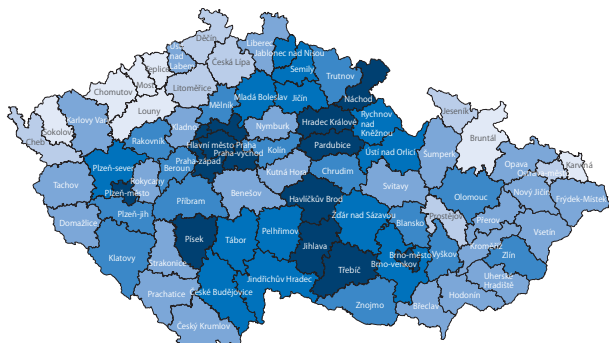 Děčín
Liberec
Ústí
nad
Labem
Jablonec nad Nisou
Teplice
Česká Lípa
Semily
Trutnov
Most
Chomutov
Litoměřice
Mladá Boleslav
Jičín
Náchod
Jeseník
Louny
Mělník
Rychnov
nad
Kněžnou
Karlovy Vary
Sokolov
Cheb
Kladno
Nymburk
Hradec Králové
Bruntál
Rakovník
Hlavní město Praha
Praha-východ
Kolín
Pardubice
Ústí nad Orlicí
Šumperk
Opava
Karviná
Ostrava-město
Praha-západ
Beroun
Plzeň-sever
Rokycany
Kutná Hora
Chrudim
Tachov
Plzeň-město
Benešov
Svitavy
Nový Jičín
Frýdek-Místek
Příbram
Havlíčkův Brod
Olomouc
Plzeň-jih
Žďár nad Sázavou
Prostějov
Přerov
Domažlice
Blansko
Pelhřimov
Vsetín
Písek
Tábor
Jihlava
Kroměříž
Klatovy
Brno-město
Brno-venkov
Vyškov
Zlín
Strakonice
Třebíč
Jindřichův Hradec
Uherské
Hradiště
Prachatice
České Budějovice
Hodonín
Znojmo
Břeclav
Český Krumlov